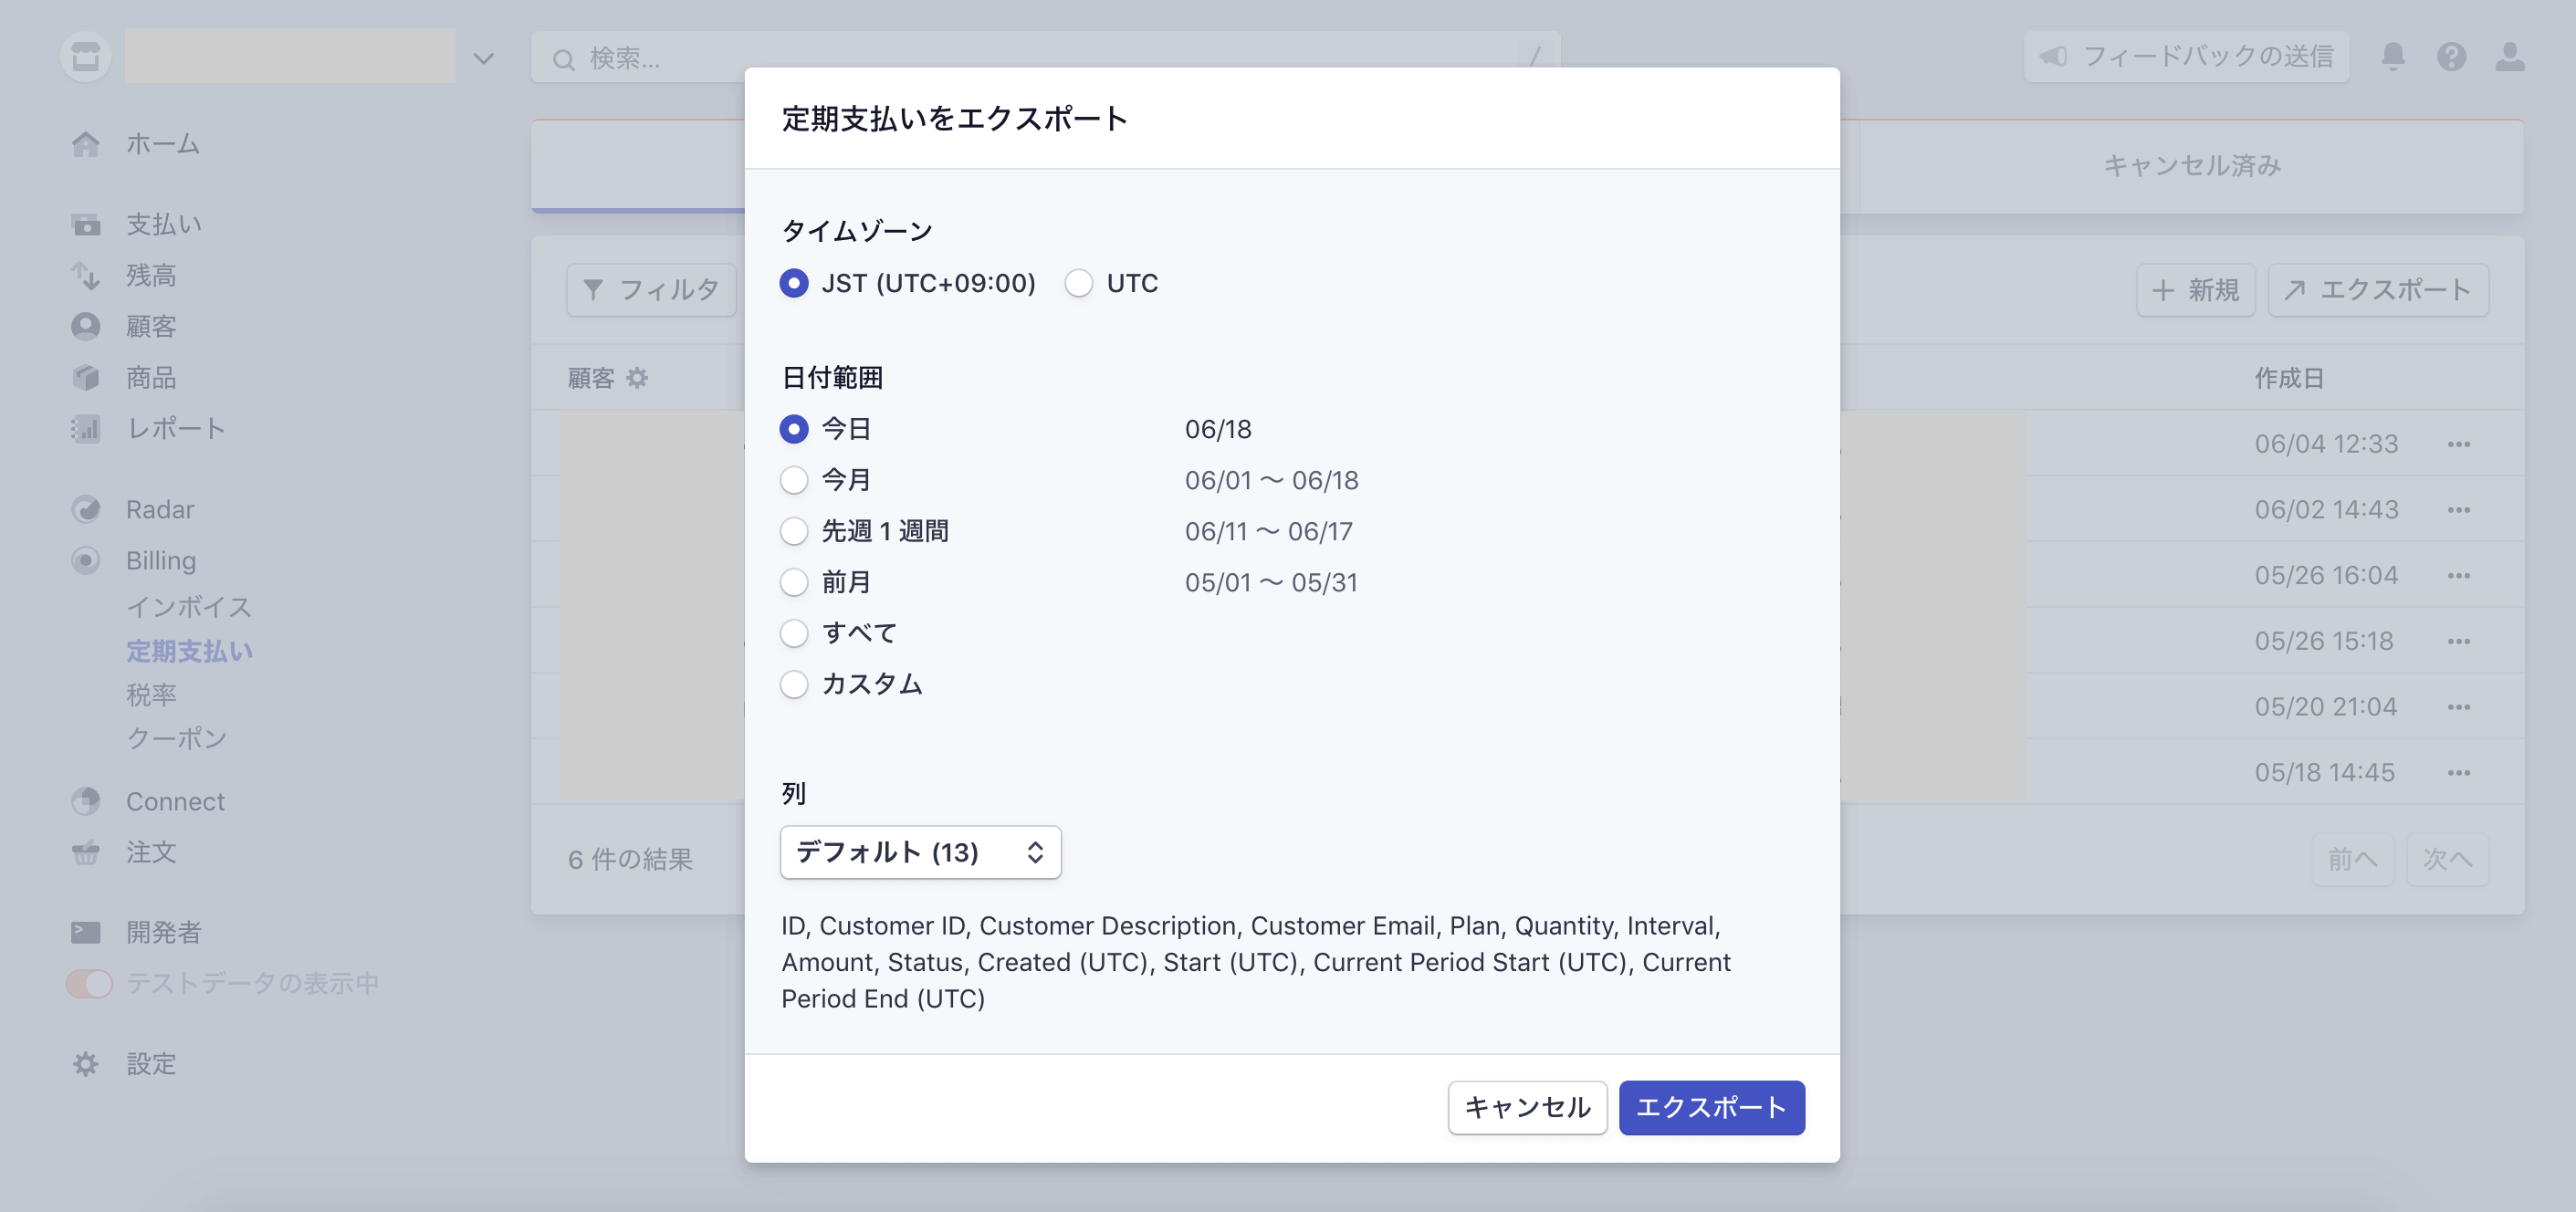 検索...
/
フィードバックの送信
ホーム
支払い
残高
顧客
商品
レポート
Radar
Billing
インボイス
定期支払い
税率
クーポン
Connect
注文
開発者
テストデータの表示中
設定
キャンセル済み
フィルタ
新規
エクスポート
顧客
作成日
06/04 12:33
06/02 14:43
05/26 16:04
05/26 15:18
05/20 21:04
05/18 14:45
6 件の結果
前へ
次へ
定期支払いをエクスポート
タイムゾーン
JST (UTC+09:00)
UTC
日付範囲
今日 06/18
今月 06/01 〜 06/18
先週 1 週間 06/11 〜 06/17
前月 05/01 〜 05/31
すべて
カスタム
列
デフォルト (13)
ID, Customer ID, Customer Description, Customer Email, Plan, Quantity, Interval,
Amount, Status, Created (UTC), Start (UTC), Current Period Start (UTC), Current
Period End (UTC)
キャンセル
エクスポート